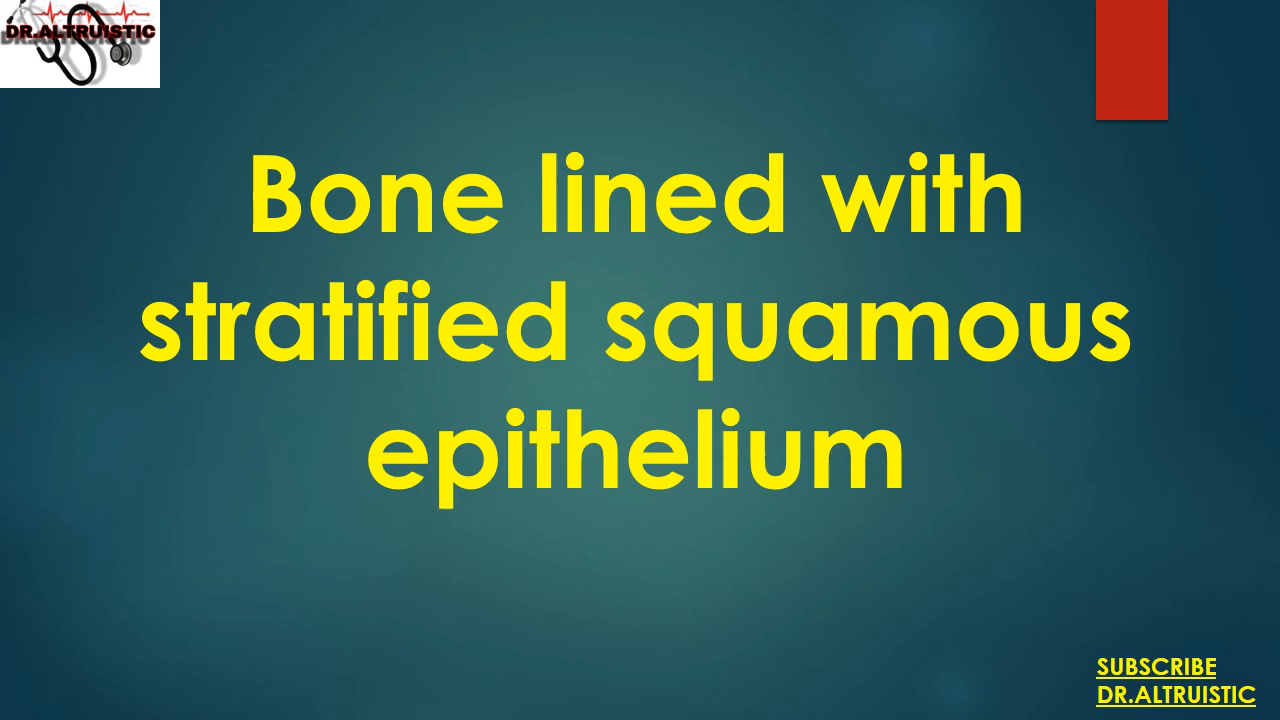 DR.ALTRUISTIC
Bone lined with
stratified squamous
epithelium
SUBSCRIBE
DR.ALTRUISTIC